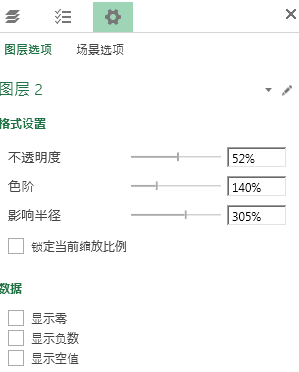 图层选项 场景选项
图层 2
格式设置
不透明度 52%
色阶 140%
影响半径 305%
锁定当前缩放比例
数据
显示零
显示负数
显示空值